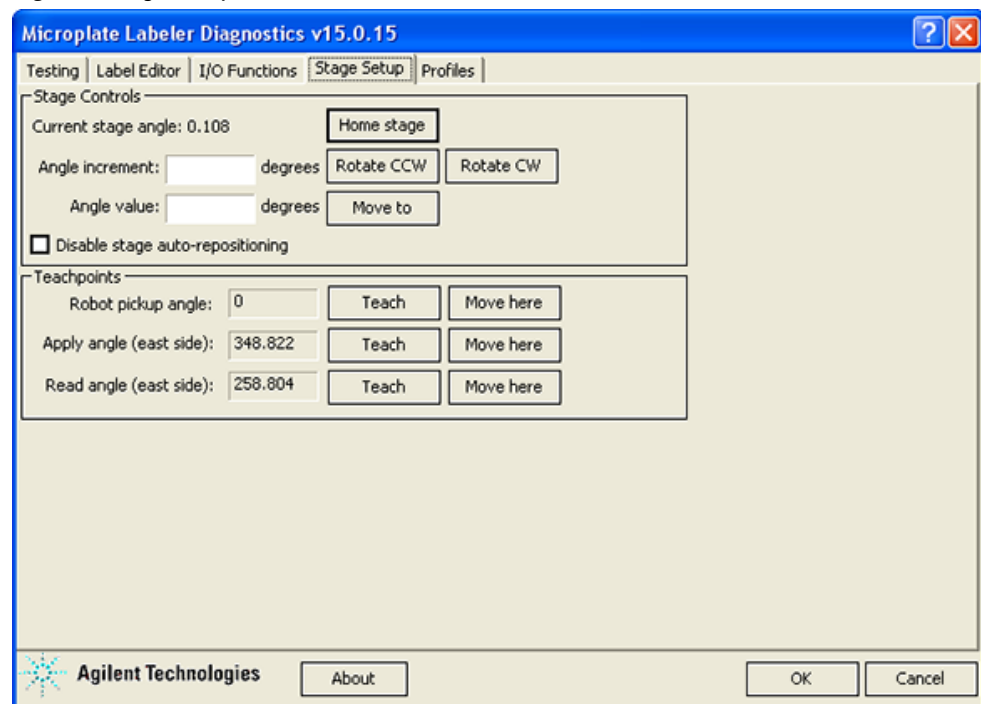 Microplate Labeler Diagnostics v15.0.15
Testing Label Editor I/O Functions Stage Setup Profiles
Stage Controls
Current stage angle: 0.108 Home stage
Angle increment: degrees Rotate CCW Rotate CW
Angle value: degrees Move to
Disable stage auto-repositioning
Teachpoints
Robot pickup angle: 0 Teach Move here
Apply angle (east side): 348.822 Teach Move here
Read angle (east side): 258.804 Teach Move here
Agilent Technologies About OK Cancel